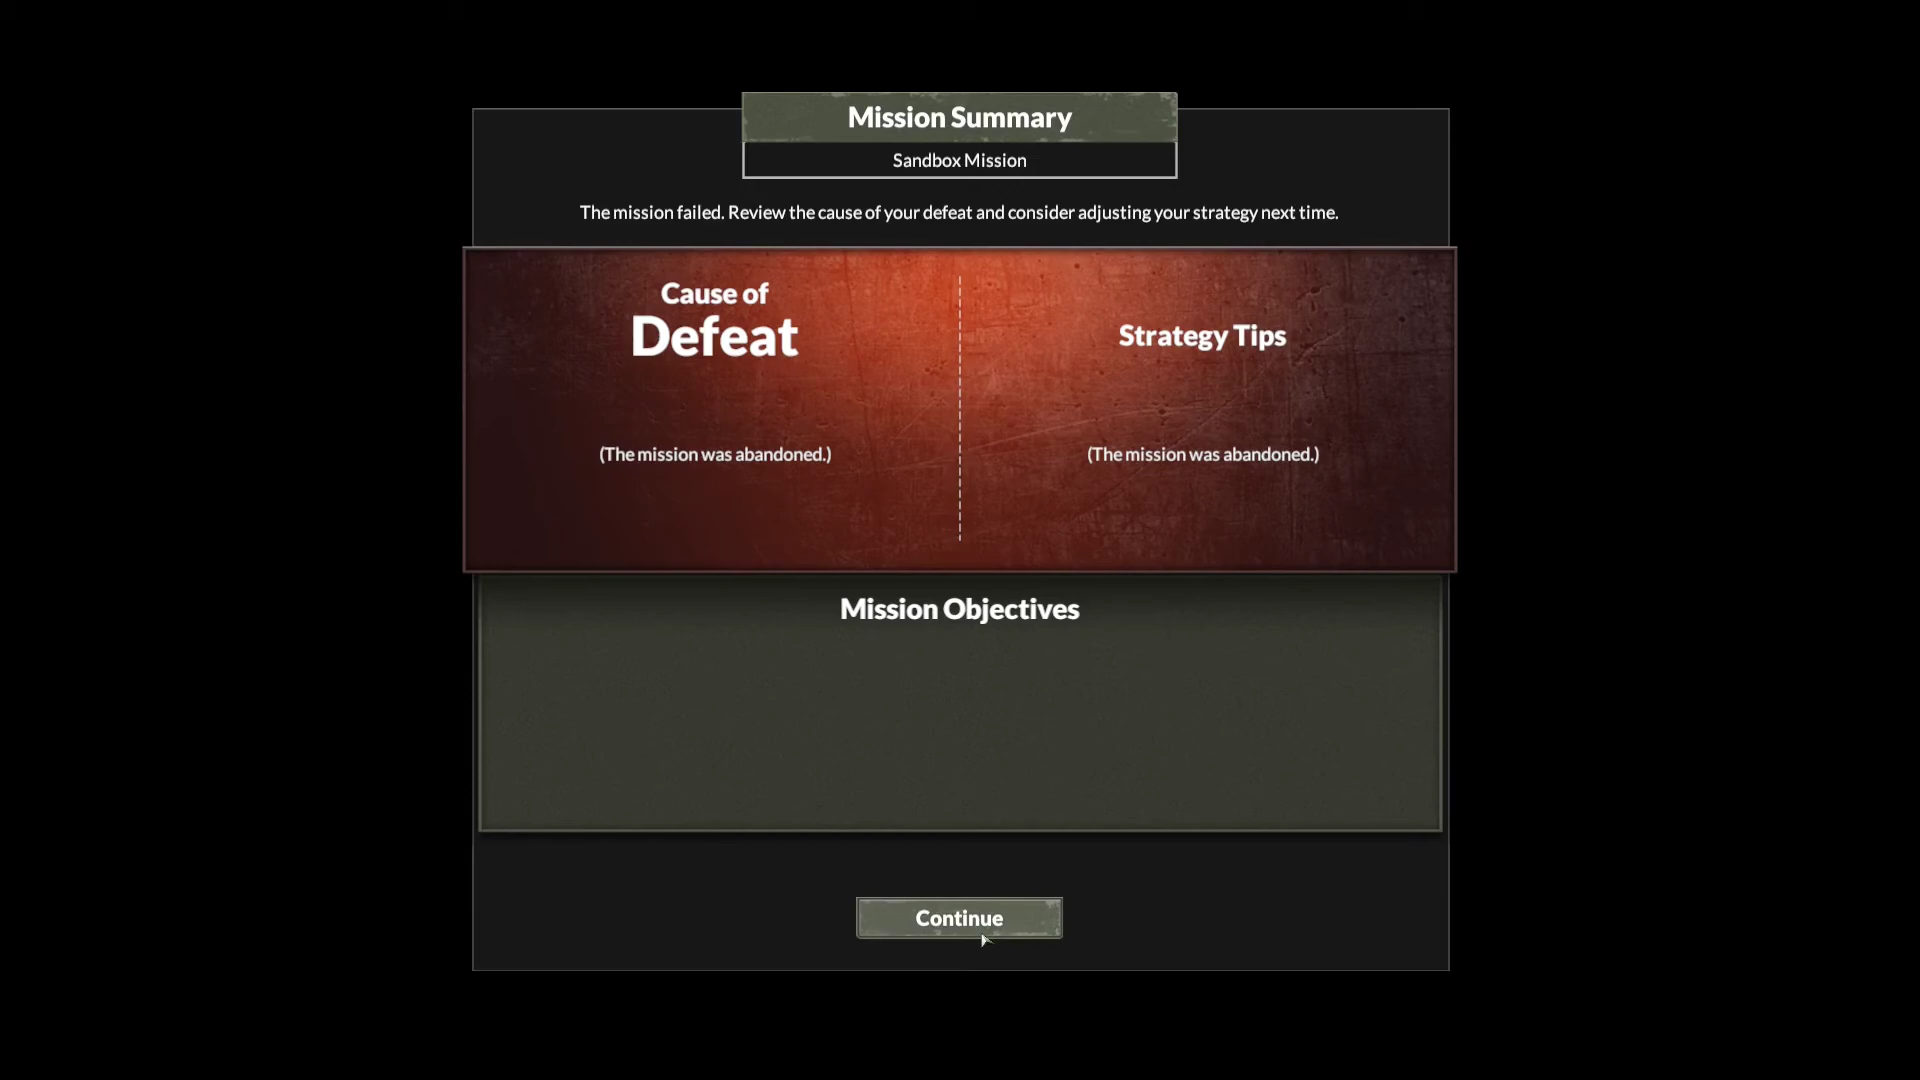 Mission Summary
Sandbox Mission
The mission failed. Review the cause of your defeat and consider adjusting your strategy next time.
Cause of
Defeat
(The mission was abandoned.)
Strategy Tips
(The mission was abandoned.)
Mission Objectives
Continue